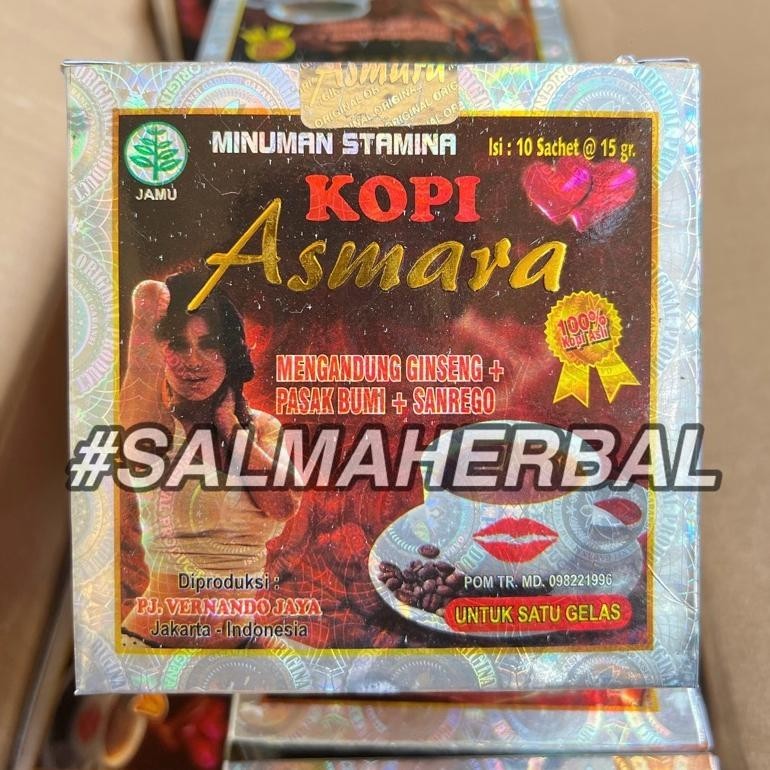 Asmara
MINUMAN STAMINA
Isi : 10 Sachet @ 15 gr.
JAMU
KOPI
Asmara
100%
Kopi Asli
MENGANDUNG GINSENG +
PASAK BUMI + SANREGO
#SALMAHERBAL
Diproduksi :
PJ. VERNANDO JAYA
Jakarta - Indonesia
POM TR. MD. 098221996
UNTUK SATU GELAS